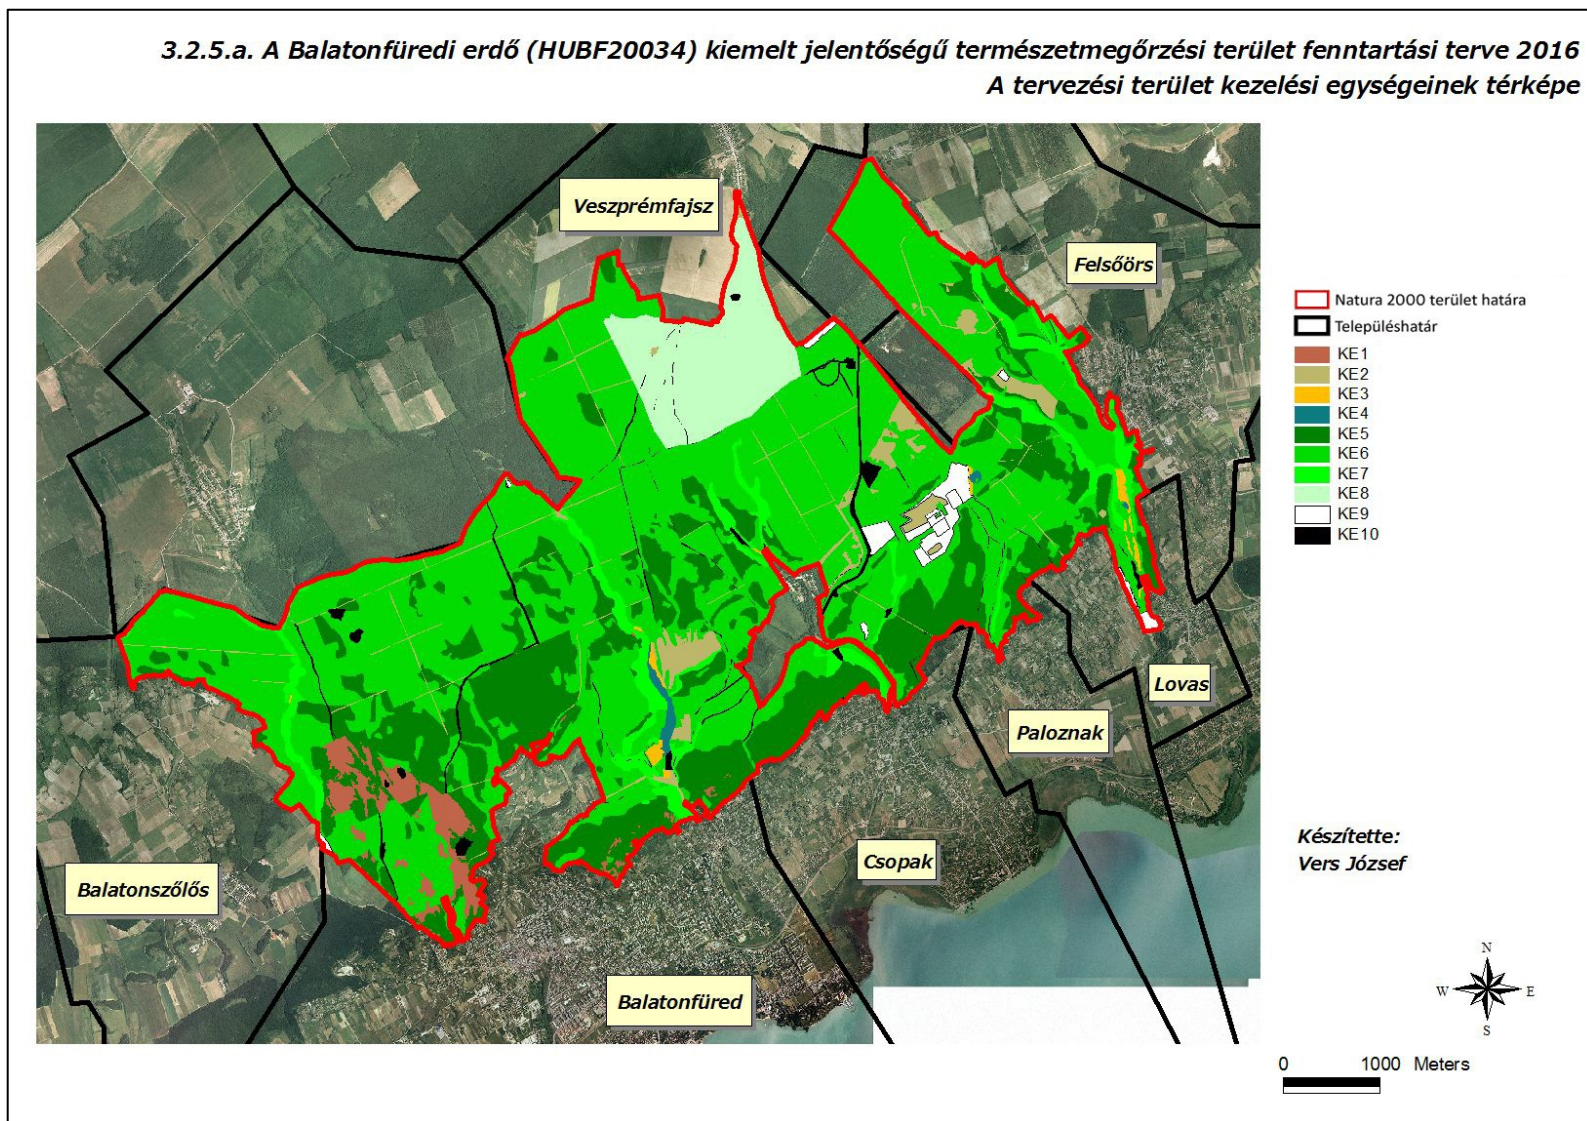 3.2.5.a. A Balatonfüredi erdő (HUBF20034) kiemelt jelentőségű természetmegőrzési terület fenntartási terve 2016
A tervezési terület kezelési egységeinek térképe
Veszprémfajsz
Felsőörs
Natura 2000 terület határa
Településhatár
KE1
KE2
KE3
KE4
KE5
KE6
KE7
KE8
KE9
KE10
Lovas
Paloznak
Csopak
Balatonszőlős
Balatonfüred
Készítette:
Vers József
N
W E
S
0 1000 Meters